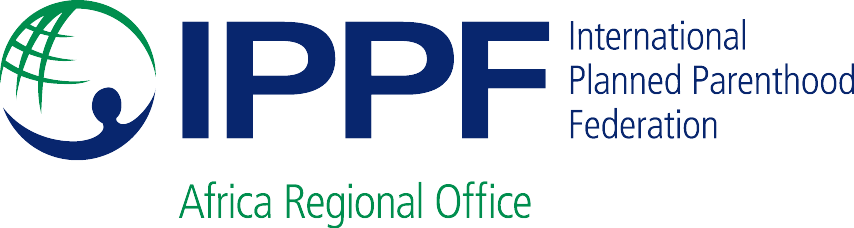 IPPF
International
Planned Parenthood
Federation
Africa Regional Office